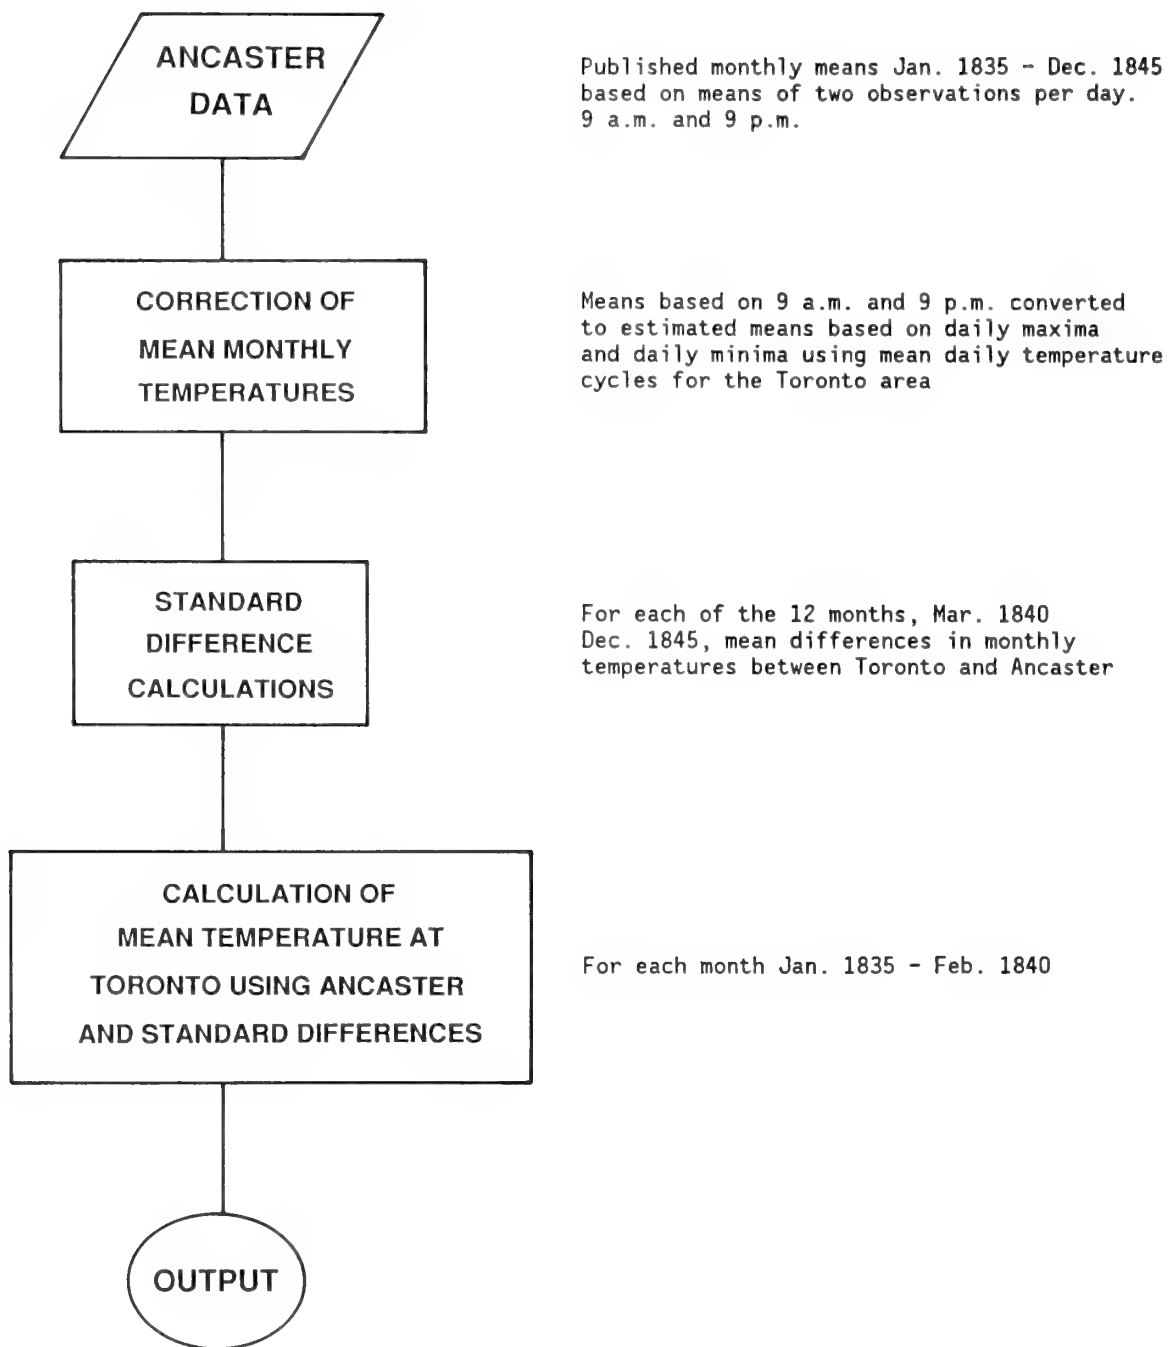 ANCASTER
DATA
Published monthly means Jan. 1835 - Dec. 1845
based on means of two observations per day.
9 a.m. and 9 p.m.
CORRECTION OF
MEAN MONTHLY
TEMPERATURES
Means based on 9 a.m. and 9 p.m. converted
to estimated means based on daily maxima
and daily minima using mean daily temperature
cycles for the Toronto area
STANDARD
DIFFERENCE
CALCULATIONS
For each of the 12 months, Mar. 1840
Dec. 1845, mean differences in monthly
temperatures between Toronto and Ancaster
CALCULATION OF
MEAN TEMPERATURE AT
TORONTO USING ANCASTER
AND STANDARD DIFFERENCES
For each month Jan. 1835 - Feb. 1840
OUTPUT